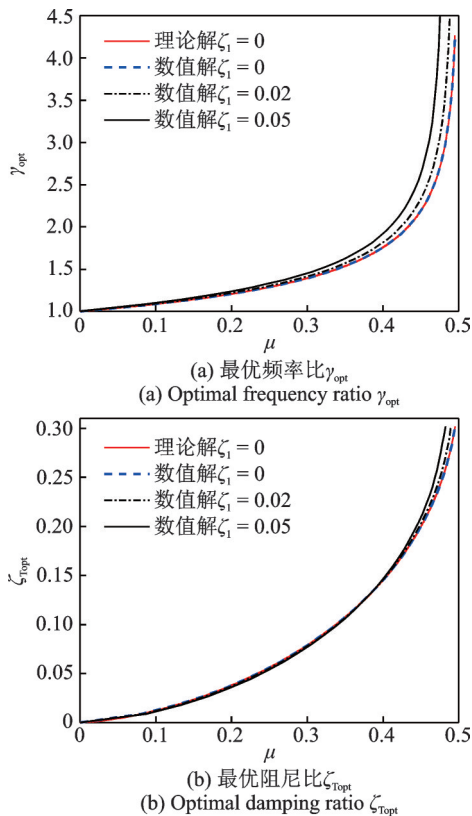 4.5
4.0
3.5
3.0
2.5
2.0
1.5
1.0
γopt
理论解ζ1 = 0
数值解ζ1 = 0
数值解ζ1 = 0.02
数值解ζ1 = 0.05
0 0.1 0.2 0.3 0.4 0.5
μ
(a) 最优频率比γopt
(a) Optimal frequency ratio γopt
0.30
0.25
0.20
0.15
0.10
0.05
0
ζTopt
理论解ζ1 = 0
数值解ζ1 = 0
数值解ζ1 = 0.02
数值解ζ1 = 0.05
0 0.1 0.2 0.3 0.4 0.5
μ
(b) 最优阻尼比ζTopt
(b) Optimal damping ratio ζTopt